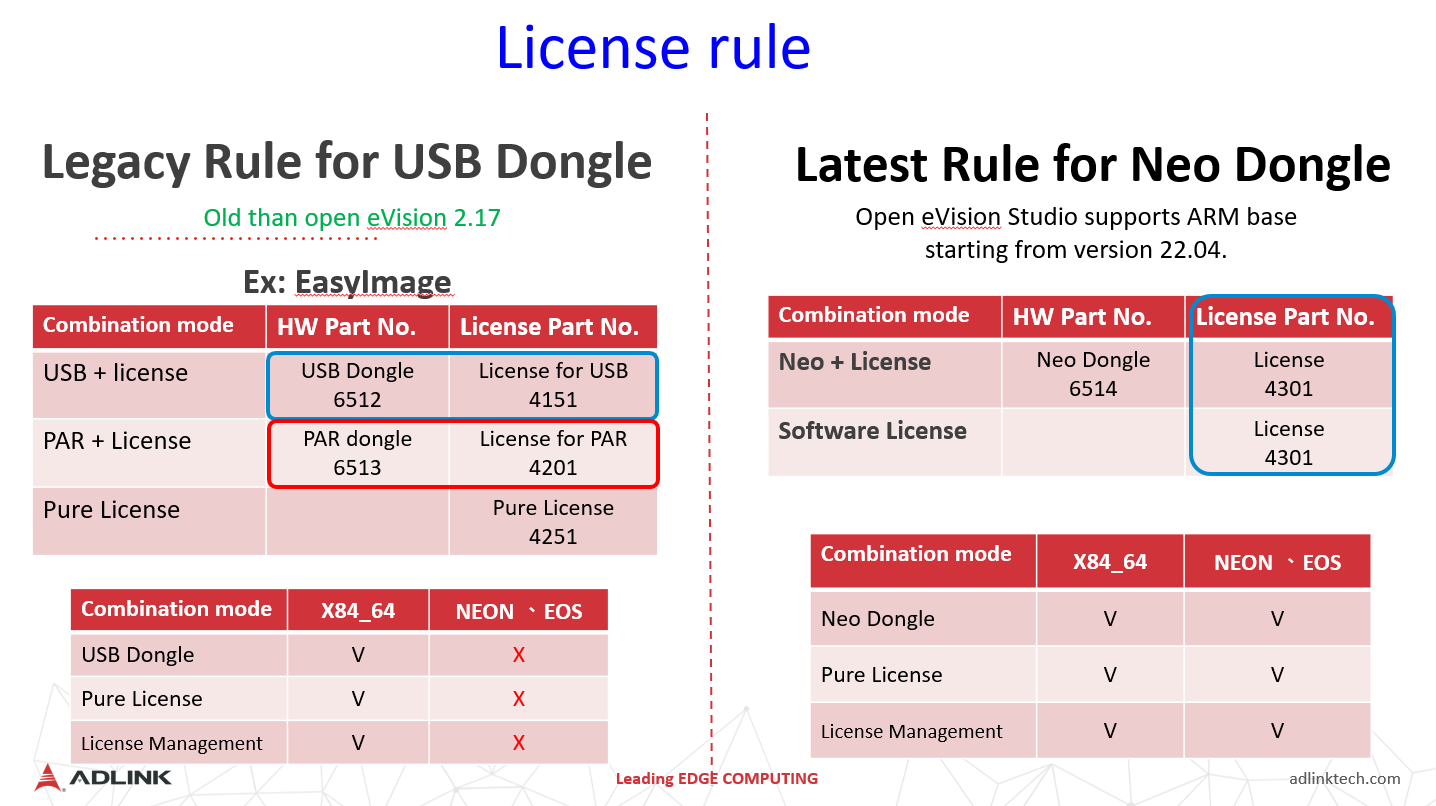 License rule
Legacy Rule for USB Dongle
Old than open eVision 2.17
Ex: EasyImage
Combination mode HW Part No. License Part No.
USB + license USB Dongle 6512 License for USB 4151
PAR + License PAR dongle 6513 License for PAR 4201
Pure License Pure License 4251
Combination mode X84_64 NEON 、EOS
USB Dongle V X
Pure License V X
License Management V X
Latest Rule for Neo Dongle
Open eVision Studio supports ARM base
starting from version 22.04.
Combination mode HW Part No. License Part No.
Neo + License Neo Dongle 6514 License 4301
Software License License 4301
Combination mode X84_64 NEON 、EOS
Neo Dongle V V
Pure License V V
License Management V V
ADLINK
Leading EDGE COMPUTING
adlinktech.com